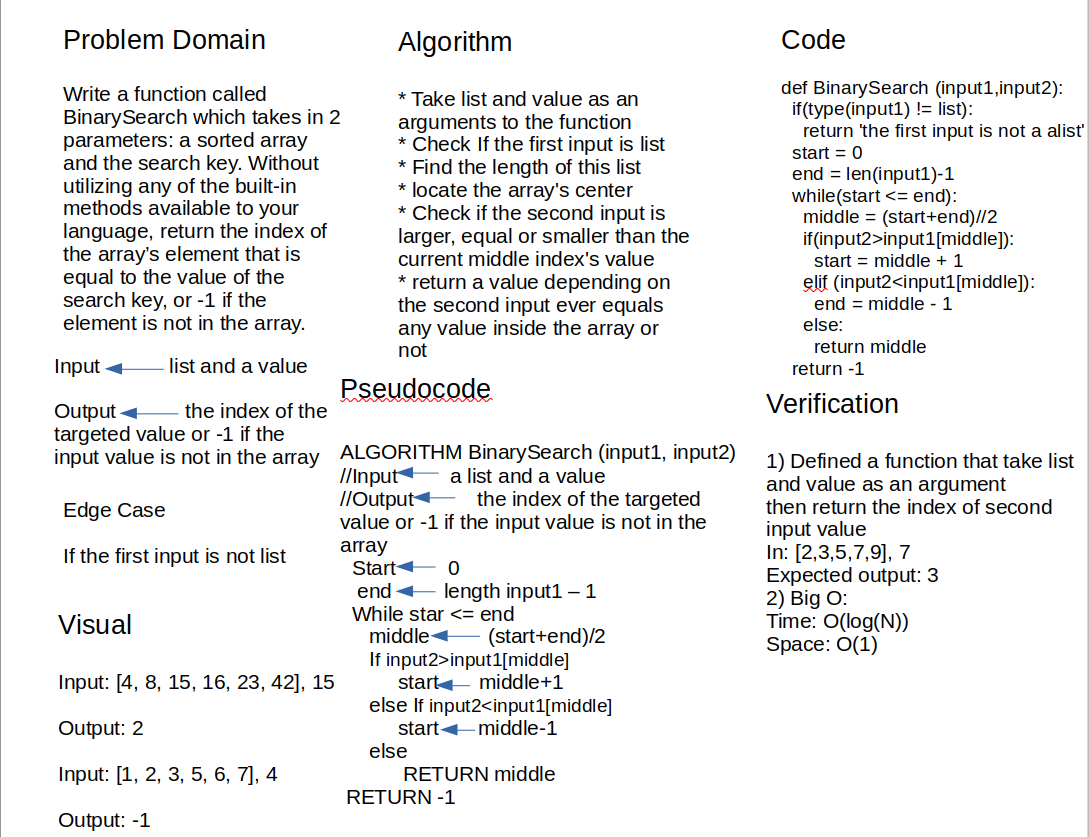 Problem Domain
Write a function called
BinarySearch which takes in 2
parameters: a sorted array
and the search key. Without
utilizing any of the built-in
methods available to your
language, return the index of
the array’s element that is
equal to the value of the
search key, or -1 if the
element is not in the array.
Input list and a value
Output the index of the
targeted value or -1 if the
input value is not in the array
Edge Case
If the first input is not list
Visual
Input: [4, 8, 15, 16, 23, 42], 15
Output: 2
Input: [1, 2, 3, 5, 6, 7], 4
Output: -1
Algorithm
* Take list and value as an
arguments to the function
* Check If the first input is list
* Find the length of this list
* locate the array's center
* Check if the second input is
larger, equal or smaller than the
current middle index's value
* return a value depending on
the second input ever equals
any value inside the array or
not
Pseudocode
ALGORITHM BinarySearch (input1, input2)
//Input a list and a value
//Output the index of the targeted
value or -1 if the input value is not in the
array
Start 0
end length input1 – 1
While star <= end
middle (start+end)/2
If input2>input1[middle]
start middle+1
else If input2<input1[middle]
start middle-1
else
RETURN middle
RETURN -1
Code
def BinarySearch (input1,input2):
if(type(input1) != list):
return 'the first input is not a alist'
start = 0
end = len(input1)-1
while(start <= end):
middle = (start+end)//2
if(input2>input1[middle]):
start = middle + 1
elif (input2<input1[middle]):
end = middle - 1
else:
return middle
return -1
Verification
1) Defined a function that take list
and value as an argument
then return the index of second
input value
In: [2,3,5,7,9], 7
Expected output: 3
2) Big O:
Time: O(log(N))
Space: O(1)